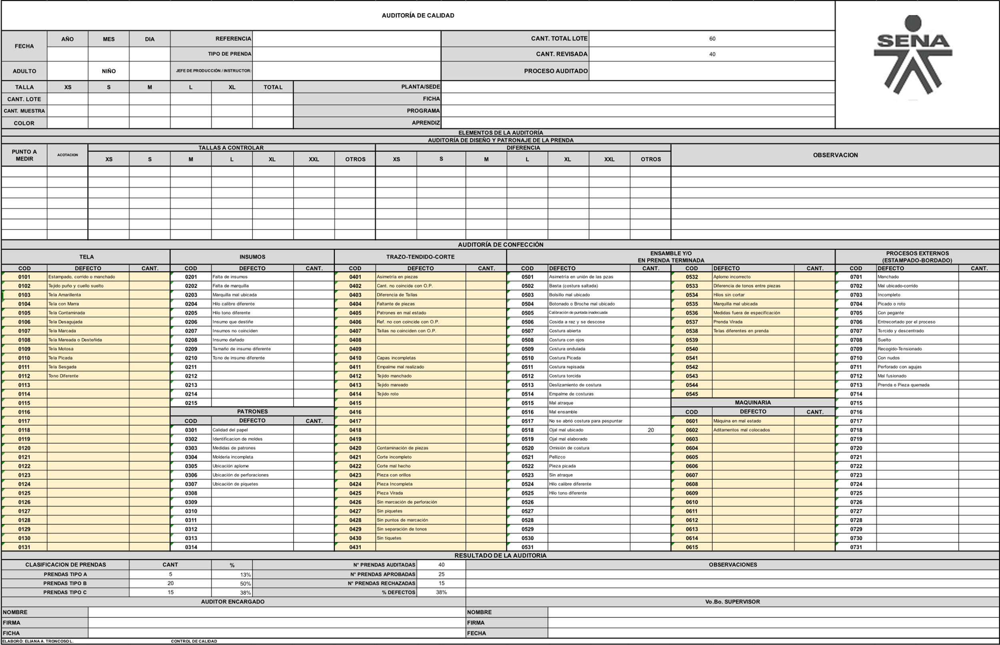 AUDITORÍA DE CALIDAD
SENA
FECHA AÑO MES DIA REFERENCIA CANT. TOTAL LOTE 60
TIPO DE PRENDA CANT. REVISADA 40
ADULTO NIÑO JEFE DE PRODUCCIÓN / INSTRUCTOR: PROCESO AUDITADO
TALLA XS S M L XL TOTAL PLANTA/SEDE
CANT. LOTE FICHA
CANT. MUESTRA PROGRAMA
COLOR APRENDIZ
ELEMENTOS DE LA AUDITORÍA
AUDITORÍA DE DISEÑO Y PATRONAJE DE LA PRENDA
PUNTO A MEDIR ACOTACION TALLAS A CONTROLAR DIFERENCIA OBSERVACION
XS S M L XL XXL OTROS XS S M L XL XXL OTROS
AUDITORÍA DE CONFECCIÓN
TELA INSUMOS TRAZO-TENDIDO-CORTE ENSAMBLE Y/O EN PRENDA TERMINADA PROCESOS EXTERNOS (ESTAMPADO-BORDADO)
COD DEFECTO CANT. COD DEFECTO CANT. COD DEFECTO CANT. COD DEFECTO CANT. COD DEFECTO CANT. COD DEFECTO CANT.
0101 Estampado, corrido o manchado 0201 Falta de insumos 0401 Asimetría en piezas 0501 Asimetría en unión de las pzas 0532 Aplomo incorrecto 0701 Manchado
0102 Tejido puño y cuello suelto 0202 Falta de marquilla 0402 Cant. no coincide con O.P. 0502 Basta (costura saltada) 0533 Diferencia de tonos entre piezas 0702 Mal ubicado-corrido
0103 Tela Amarillenta 0203 Marquilla mal ubicada 0403 Diferencia de Tallas 0503 Bolsillo mal ubicado 0534 Hilos sin cortar 0703 Incompleto
0104 Tela con Marra 0204 Hilo calibre diferente 0404 Faltante de piezas 0504 Botonado o Broche mal ubicado 0535 Marquilla mal ubicada 0704 Picado o roto
0105 Tela Contaminada 0205 Hilo tono diferente 0405 Patrones en mal estado 0505 Calibración de puntada inadecuada 0536 Medidas fuera de especificación 0705 Con pegante
0106 Tela Desagujada 0206 Insumo que destiñe 0406 Ref. no con coincide con O.P. 0506 Cosida a raz y se descose 0537 Prenda Virada 0706 Entrecortado por el proceso
0107 Tela Marcada 0207 Insumos no coinciden 0407 Tallas no coinciden con O.P. 0507 Costura abierta 0538 Telas diferentes en prenda 0707 Torcido y descentrado
0108 Tela Mareada o Desteñida 0208 Insumo dañado 0408 0508 Costura con ojos 0539 0708 Suelto
0109 Tela Motosa 0209 Tamaño de insumo diferente 0409 0509 Costura ondulada 0540 0709 Recogido-Tensionado
0110 Tela Picada 0210 Tono de insumo diferente 0410 Capas incompletas 0510 Costura Picada 0541 0710 Con nudos
0111 Tela Sesgada 0211 0411 Empalme mal realizado 0511 Costura repisada 0542 0711 Perforado con agujas
0112 Tono Diferente 0212 0412 Tejido manchado 0512 Costura torcida 0543 0712 Mal fusionado
0113 0213 0413 Tejido mareado 0513 Deslizamiento de costura 0544 0713 Prenda o Pieza quemada
0114 0214 0414 Tejido roto 0514 Empalme de costuras 0545 0714
0115 0215 0415 0515 Mal atraque MAQUINARIA 0715
0116 PATRONES 0416 0516 Mal ensamble COD DEFECTO CANT. 0716
0117 COD DEFECTO CANT. 0417 0517 No se abrió costura para pespuntar 0601 Máquina en mal estado 0717
0118 0301 Calidad del papel 0418 0518 Ojal mal ubicado 20 0602 Aditamentos mal colocados 0718
0119 0302 Identificacion de moldes 0419 0519 Ojal mal elaborado 0603 0719
0120 0303 Medidas de patrones 0420 Contaminación de piezas 0520 Omisión de costura 0604 0720
0121 0304 Molderia incompleta 0421 Corte incompleto 0521 Pellizco 0605 0721
0122 0305 Ubicación aplome 0422 Corte mal hecho 0522 Pieza picada 0606 0722
0123 0306 Ubicación de perforaciones 0423 Pieza con orillos 0523 Sin atraque 0607 0723
0124 0307 Ubicación de piquetes 0424 Pieza Incompleta 0524 Hilo calibre diferente 0608 0724
0125 0308 0425 Pieza Virada 0525 Hilo tono diferente 0609 0725
0126 0309 0426 Sin marcación de perforación 0526 0610 0726
0127 0310 0427 Sin piquetes 0527 0611 0727
0128 0311 0428 Sin puntos de marcación 0528 0612 0728
0129 0312 0429 Sin separación de tonos 0529 0613 0729
0130 0313 0430 Sin tiquetes 0530 0614 0730
0131 0314 0431 0531 0615 0731
RESULTADO DE LA AUDITORIA
CLASIFICACION DE PRENDAS CANT % N° PRENDAS AUDITADAS 40 OBSERVACIONES
PRENDAS TIPO A 5 13% N° PRENDAS APROBADAS 25
PRENDAS TIPO B 20 50% N° PRENDAS RECHAZADAS 15
PRENDAS TIPO C 15 38% % DEFECTOS 38%
AUDITOR ENCARGADO Vo.Bo. SUPERVISOR
NOMBRE NOMBRE
FIRMA FIRMA
FICHA FECHA
ELABORÓ: ELIANA A. TRONCOSO L. CONTROL DE CALIDAD